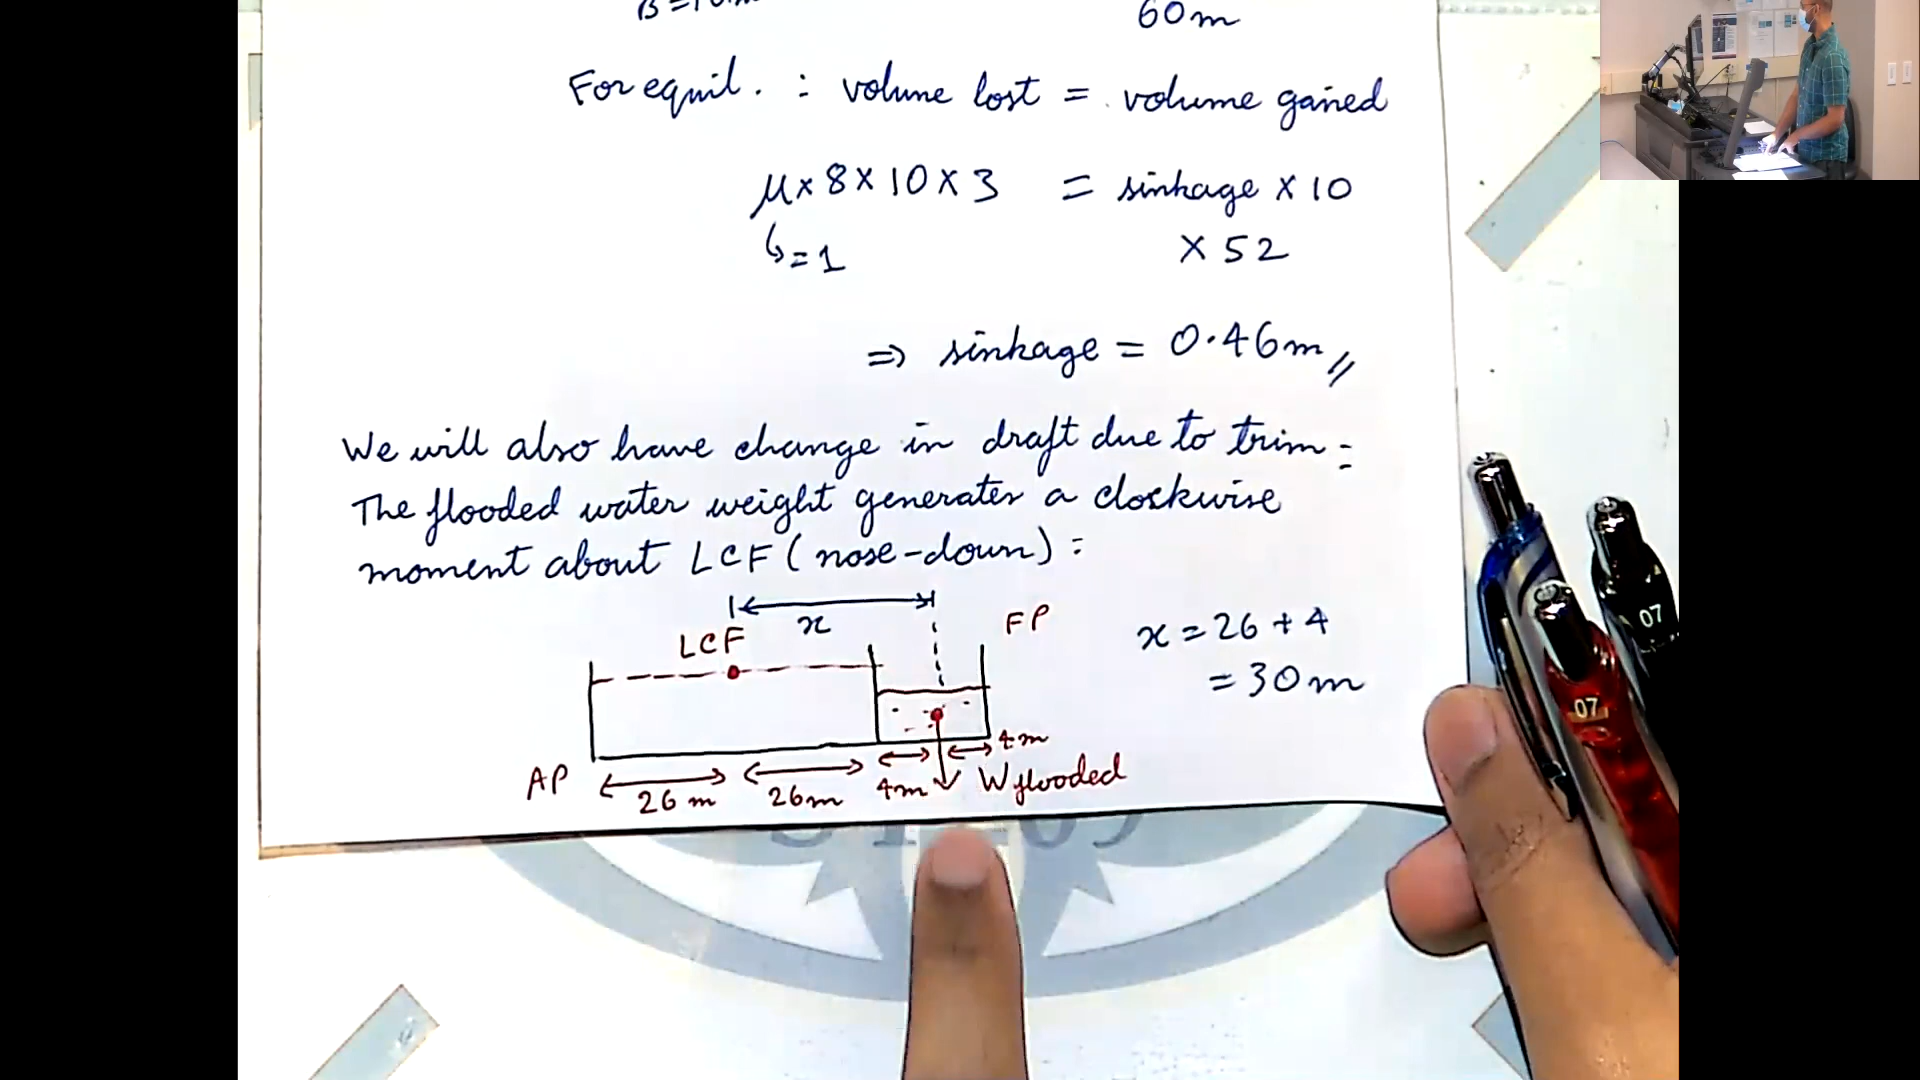 60m
For equil. : volume lost = volume gained
μ x 8 x 10 x 3 = sinkage x 10
↳ = 1 x 52
⇒ sinkage = 0.46m //
We will also have change in draft due to trim :
The flooded water weight generates a clockwise
moment about LCF (nose-down) :
x
LCF
FP
x = 26 + 4
= 30m
AP
26 m
26m
4m
4m
W flooded
07
07